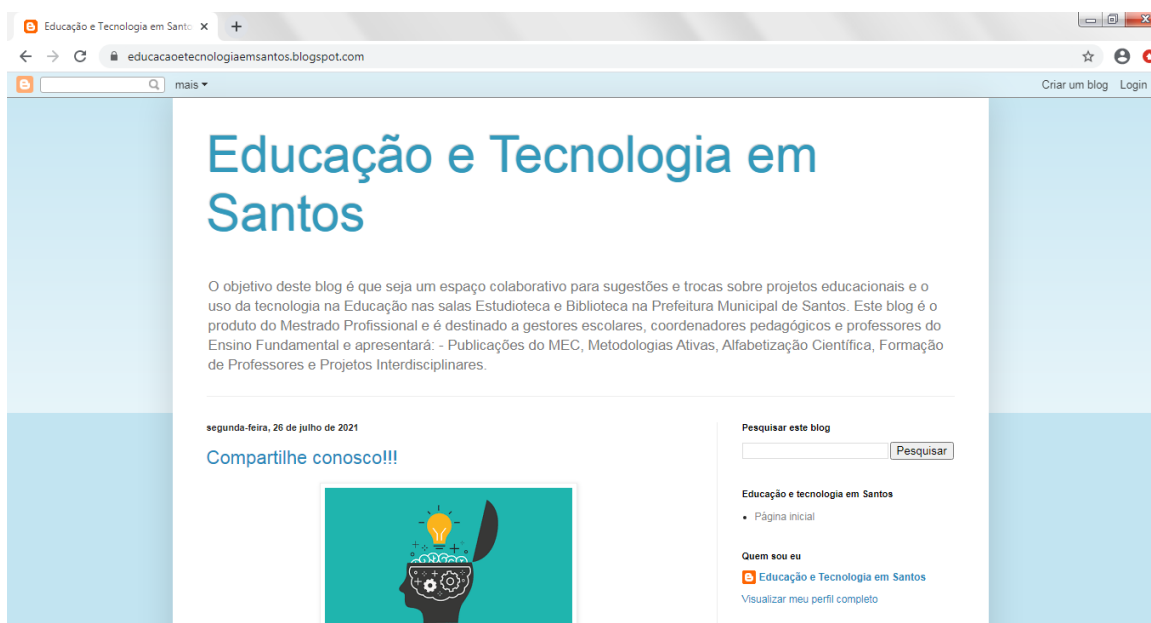 Educação e Tecnologia em Santo
educacaoetecnologiaemsantos.blogspot.com
mais
Criar um blog Login
Educação e Tecnologia em
Santos
O objetivo deste blog é que seja um espaço colaborativo para sugestões e trocas sobre projetos educacionais e o
uso da tecnologia na Educação nas salas Estudioteca e Biblioteca na Prefeitura Municipal de Santos. Este blog é o
produto do Mestrado Profissional e é destinado a gestores escolares, coordenadores pedagógicos e professores do
Ensino Fundamental e apresentará: - Publicações do MEC, Metodologias Ativas, Alfabetização Científica, Formação
de Professores e Projetos Interdisciplinares.
segunda-feira, 26 de julho de 2021
Compartilhe conosco!!!
Pesquisar este blog
Pesquisar
Educação e tecnologia em Santos
Página inicial
Quem sou eu
Educação e Tecnologia em Santos
Visualizar meu perfil completo